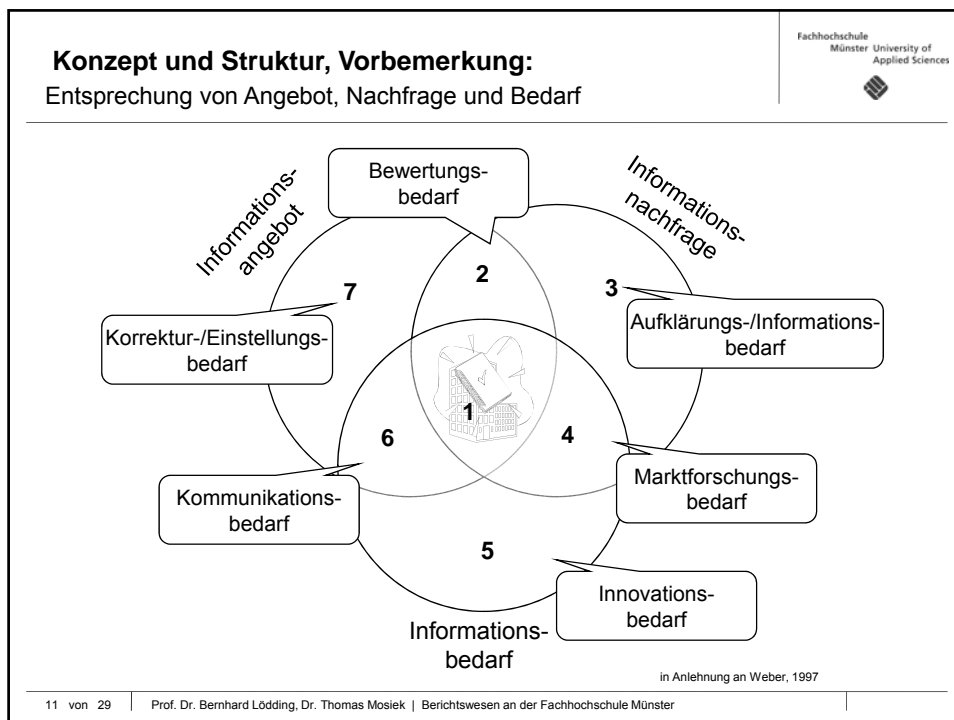 Konzept und Struktur, Vorbemerkung:
Entsprechung von Angebot, Nachfrage und Bedarf
Fachhochschule
Münster University of
Applied Sciences
Informations-
angebot
Bewertungs-
bedarf
Informations-
nachfrage
7
2
3
Korrektur-/Einstellungs-
bedarf
Aufklärungs-/Informations-
bedarf
1
6
4
Kommunikations-
bedarf
Marktforschungs-
bedarf
5
Innovations-
bedarf
Informations-
bedarf
in Anlehnung an Weber, 1997
11 von 29 Prof. Dr. Bernhard Lödding, Dr. Thomas Mosiek | Berichtswesen an der Fachhochschule Münster